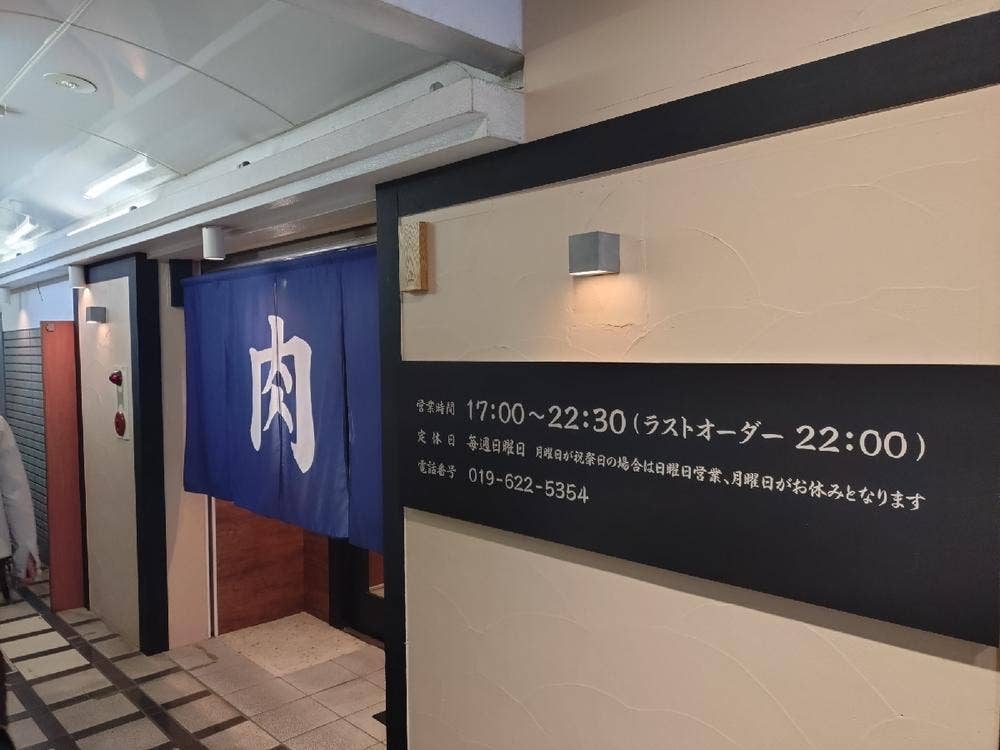 肉
営業時間 17:00～22:30(ラストオーダー 22:00)
定休日 毎週日曜日 月曜日が祝祭日の場合は日曜日営業、月曜日がお休みとなります
電話番号 019-622-5354